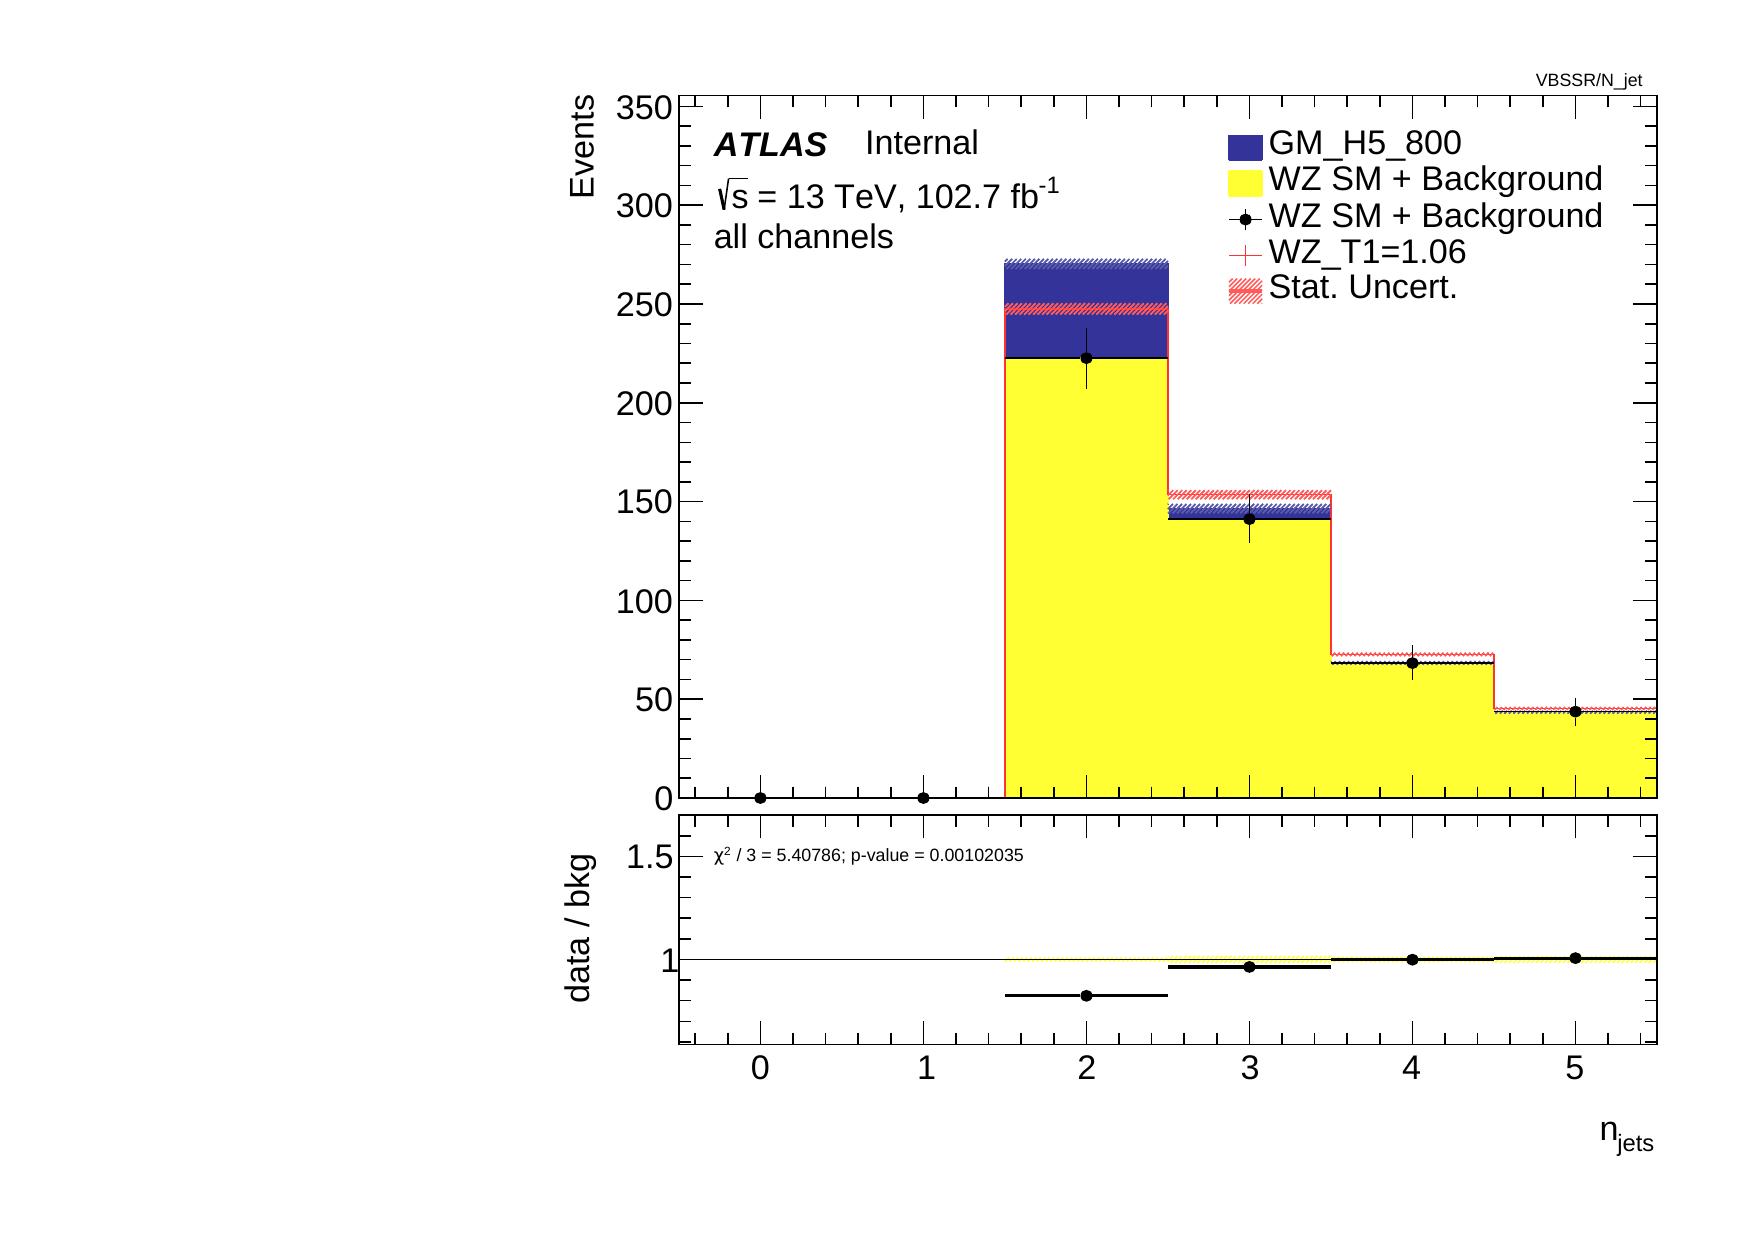 VBSSR/N_jet
Events
350
300
250
200
150
100
50
0
ATLAS Internal
√s = 13 TeV, 102.7 fb-1
all channels
GM_H5_800
WZ SM + Background
WZ SM + Background
WZ_T1=1.06
Stat. Uncert.
data / bkg
1.5
1
χ2 / 3 = 5.40786; p-value = 0.00102035
0 1 2 3 4 5
njets